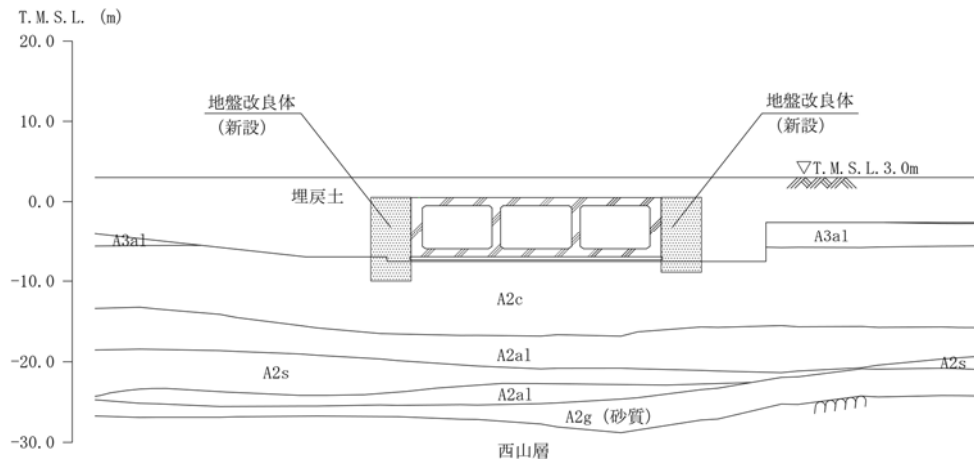 T.M.S.L. (m)
20.0
地盤改良体
(新設)
地盤改良体
(新設)
10.0
▽T.M.S.L.3.0m
埋戻土
0.0
A3al
A3al
-10.0
A2c
A2al
-20.0
A2s
A2s
A2al
A2g (砂質)
-30.0
西山層